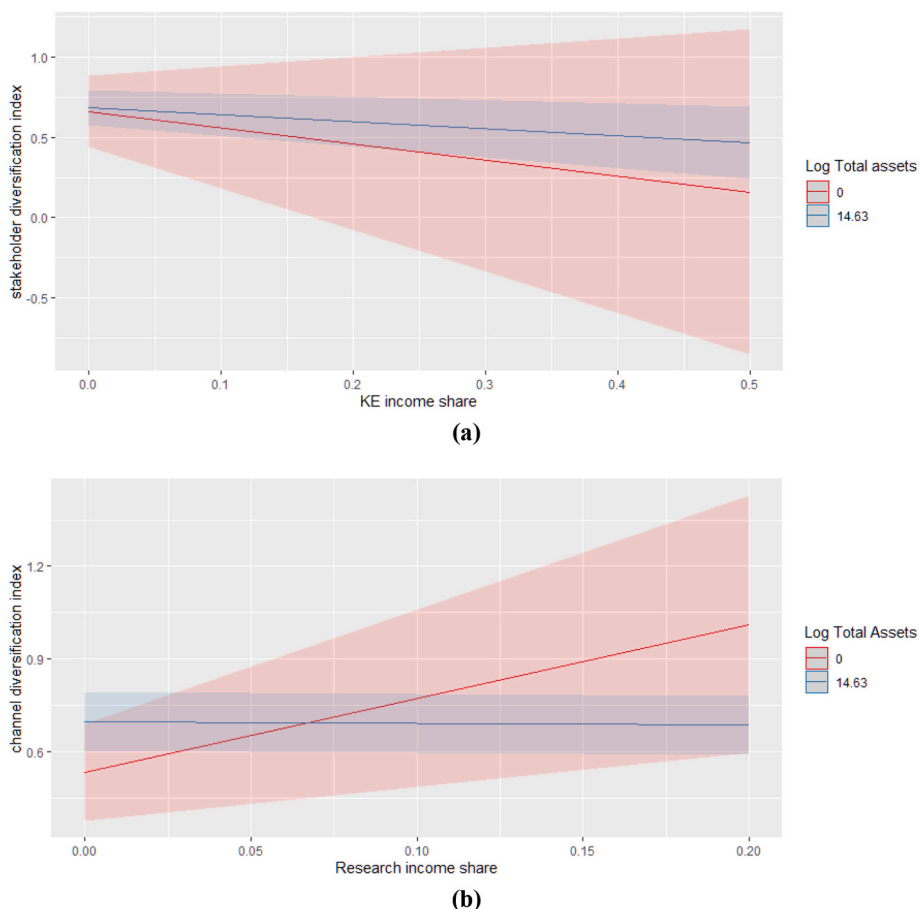 stakeholder diversification index
1.0
0.5
0.0
-0.5
0.0 0.1 0.2 0.3 0.4 0.5
KE income share
Log Total assets
0
14.63
(a)
channel diversification index
1.2
0.9
0.6
0.00 0.05 0.10 0.15 0.20
Research income share
Log Total Assets
0
14.63
(b)